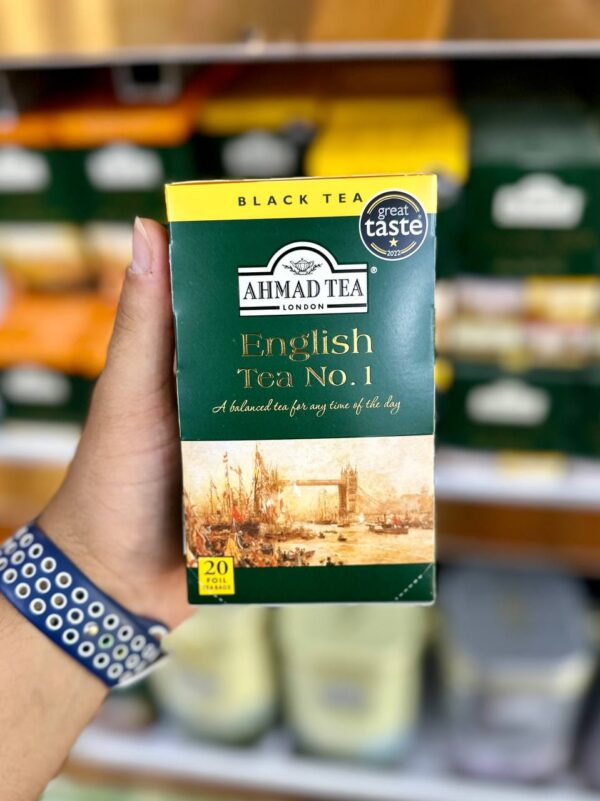 BLACK TEA
great
taste
2022
AHMAD TEA
®
LONDON
English
Tea No.1
A balanced tea for any time of the day
20
FOIL
TEABAGS